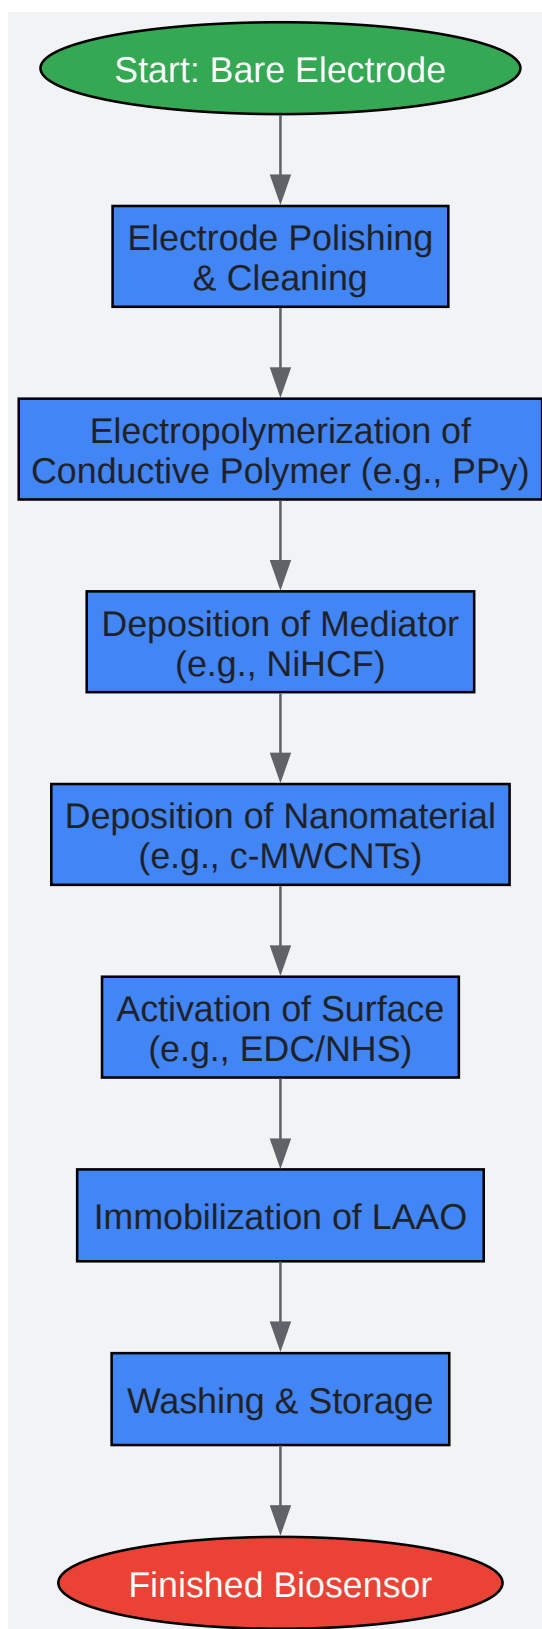 Start: Bare Electrode
Electrode Polishing
& Cleaning
Electropolymerization of
Conductive Polymer (e.g., PPy)
Deposition of Mediator
(e.g., NiHCF)
Deposition of Nanomaterial
(e.g., c-MWCNTs)
Activation of Surface
(e.g., EDC/NHS)
Immobilization of LAAO
Washing & Storage
Finished Biosensor